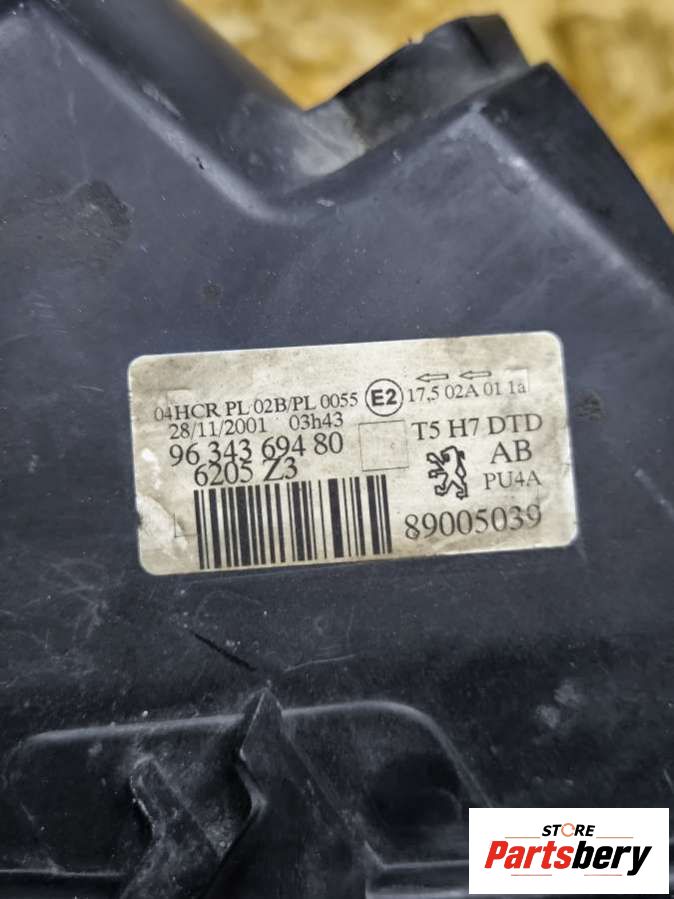 04HCR PL 02B/PL 0055 E2 17,5 02A 01 1a
28/11/2001 03h43
96 343 694 80
6205 Z3
T5 H7 DTD
AB
PU4A
89005039
STORE
Partsbery